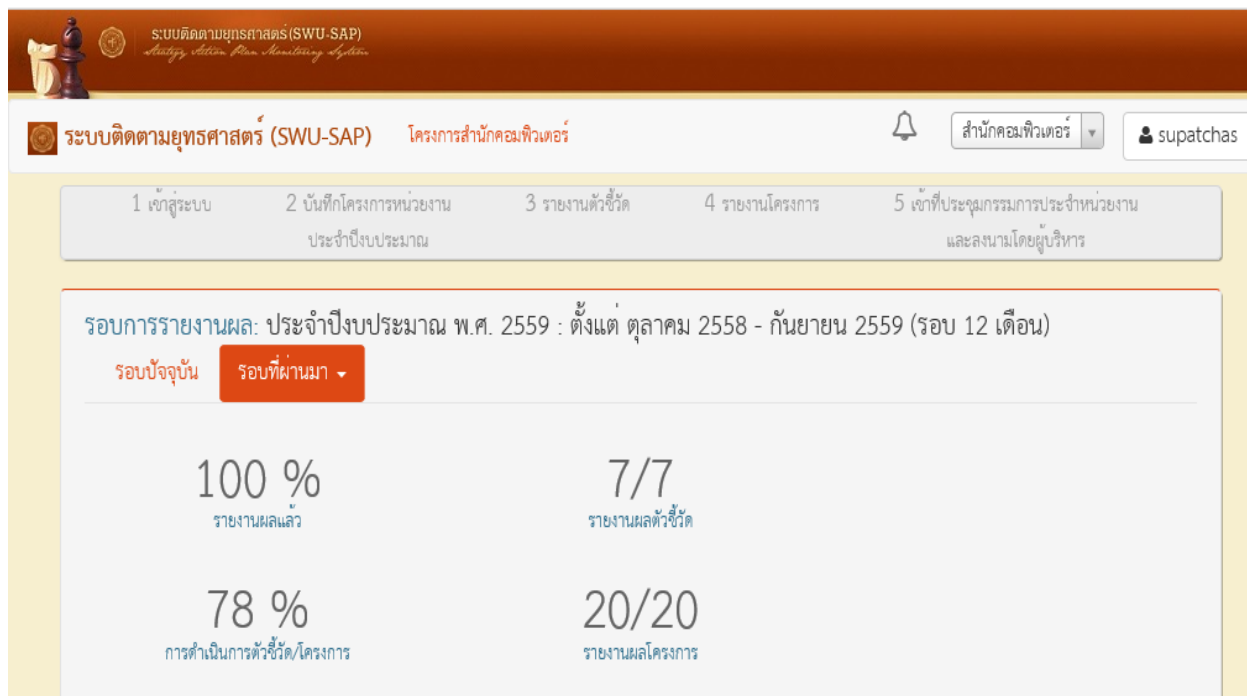 ระบบติดตามยุทธศาสตร์(SWU-SAP)
Strategy Action Plan Monitoring System
ระบบติดตามยุทธศาสตร์ (SWU-SAP) โครงการสำนักคอมพิวเตอร์ สำนักคอมพิวเตอร์ supatchas
1 เข้าสู่ระบบ 2 บันทึกโครงการหน่วยงาน 3 รายงานตัวชี้วัด 4 รายงานโครงการ 5 เข้าที่ประชุมกรรมการประจำหน่วยงาน
ประจำปีงบประมาณ และลงนามโดยผู้บริหาร
รอบการรายงานผล: ประจำปีงบประมาณ พ.ศ. 2559 : ตั้งแต่ ตุลาคม 2558 - กันยายน 2559 (รอบ 12 เดือน)
รอบปัจจุบัน รอบที่ผ่านมา
100 % 7/7
รายงานผลแล้ว รายงานผลตัวชี้วัด
78 % 20/20
การดำเนินการตัวชี้วัด/โครงการ รายงานผลโครงการ